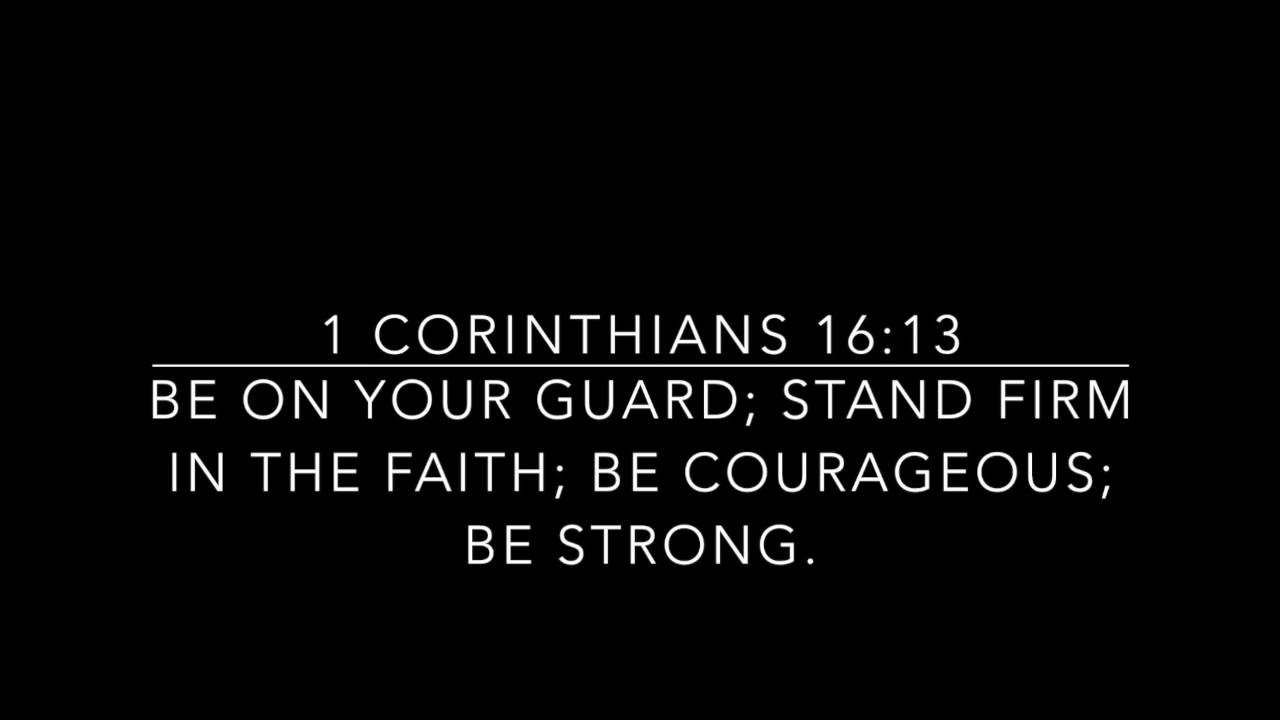 1 CORINTHIANS 16:13
BE ON YOUR GUARD; STAND FIRM
IN THE FAITH; BE COURAGEOUS;
BE STRONG.